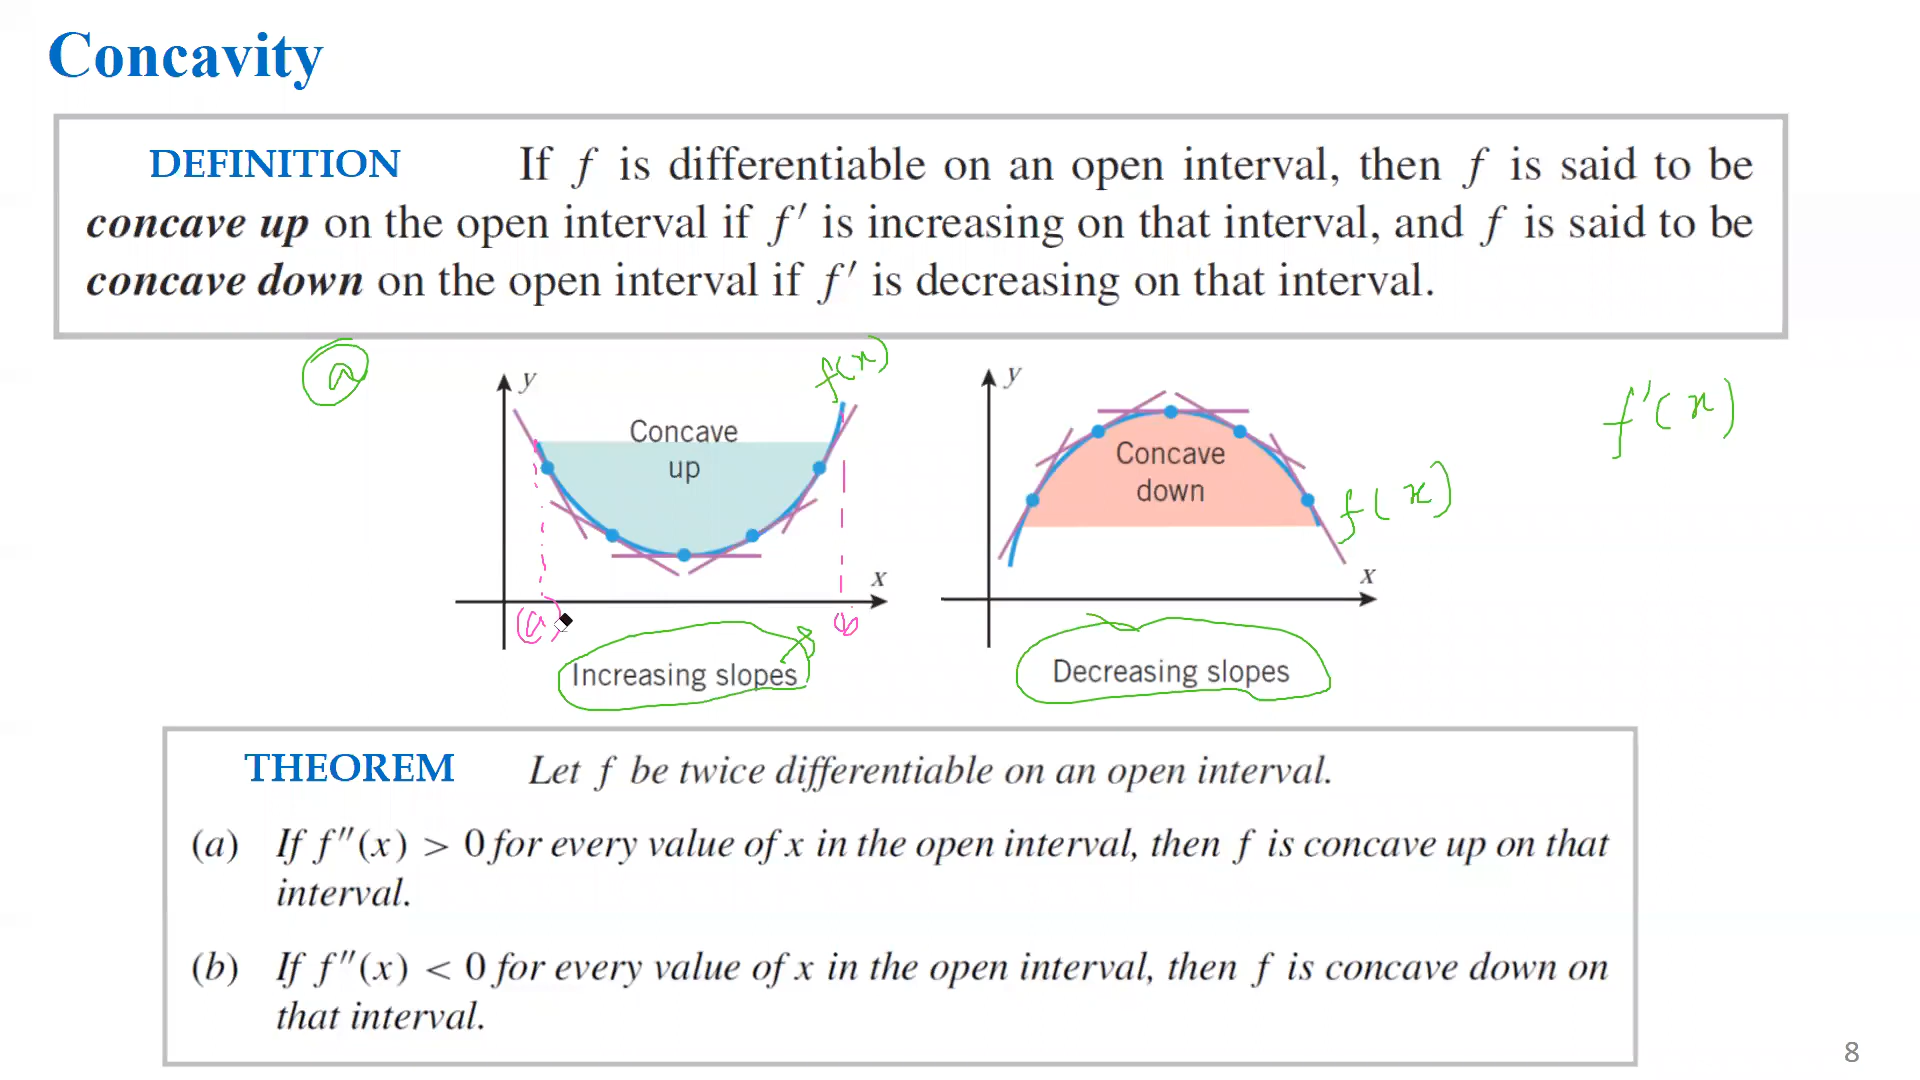 Concavity
DEFINITION If f is differentiable on an open interval, then f is said to be
concave up on the open interval if f′ is increasing on that interval, and f is said to be
concave down on the open interval if f′ is decreasing on that interval.
a
y
f(x)
Concave
up
x
a
b
Increasing slopes
y
Concave
down
x
f(x)
f′(x)
Decreasing slopes
THEOREM Let f be twice differentiable on an open interval.
(a) If f″(x) > 0 for every value of x in the open interval, then f is concave up on that
interval.
(b) If f″(x) < 0 for every value of x in the open interval, then f is concave down on
that interval.
8